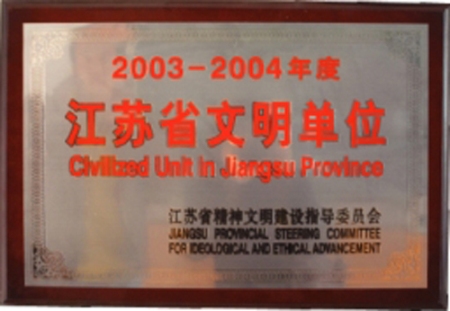 2003-2004年度
江苏省文明单位
Civilized Unit in Jiangsu Province
江苏省精神文明建设指导委员会
JIANGSU PROVINCIAL STEERING COMMITTEE
FOR IDEOLOGICAL AND ETHICAL ADVANCEMENT